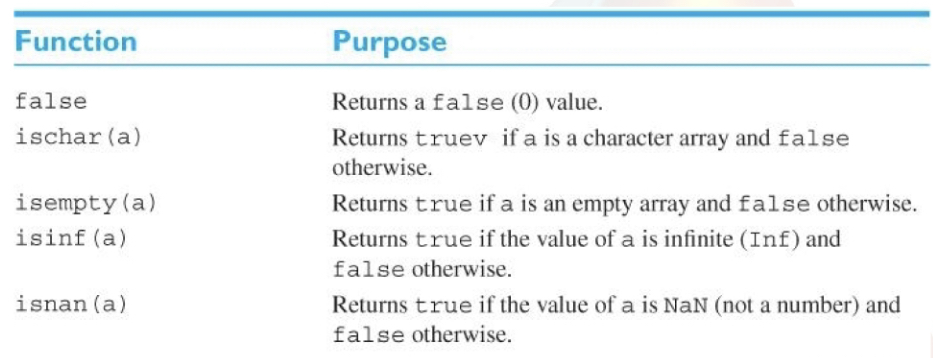 Function Purpose
false Returns a false (0) value.
ischar(a) Returns truev if a is a character array and false
otherwise.
isempty(a) Returns true if a is an empty array and false otherwise.
isinf(a) Returns true if the value of a is infinite (Inf) and
false otherwise.
isnan(a) Returns true if the value of a is NaN (not a number) and
false otherwise.